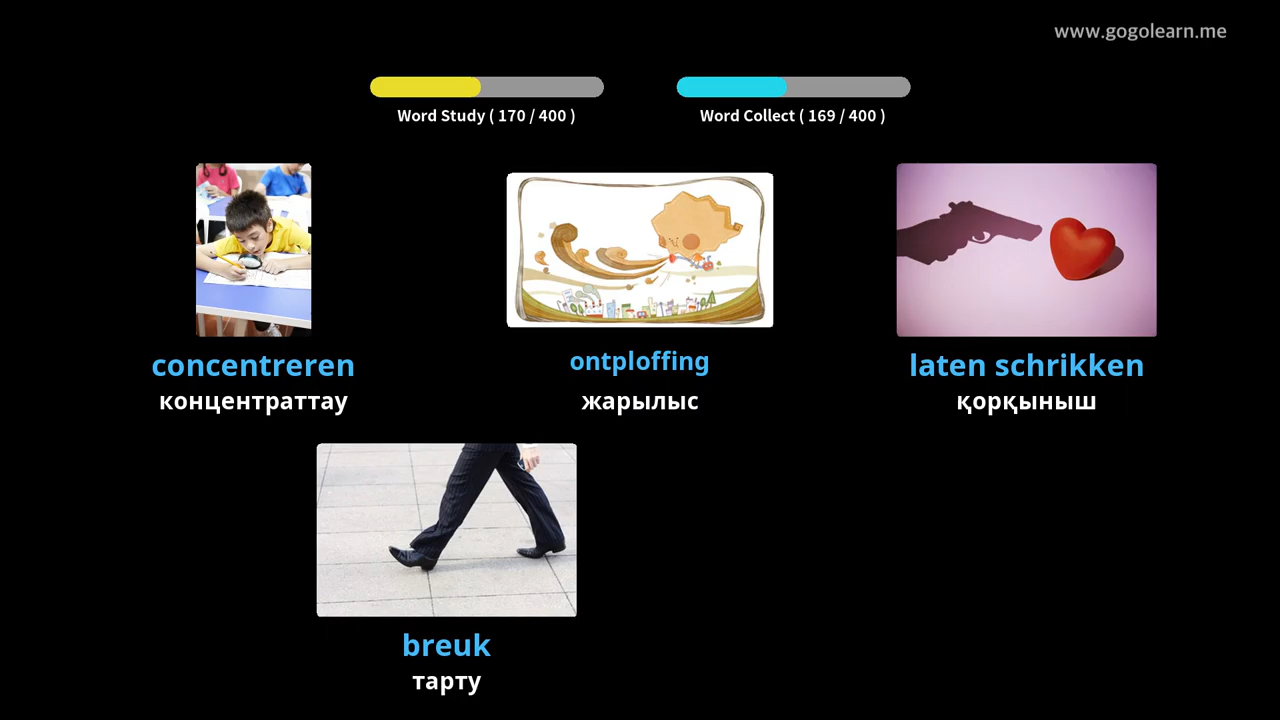 www.gogolearn.me
Word Study ( 170 / 400 )
Word Collect ( 169 / 400 )
concentreren
концентраттау
ontploffing
жарылыс
laten schrikken
қорқыныш
breuk
тарту